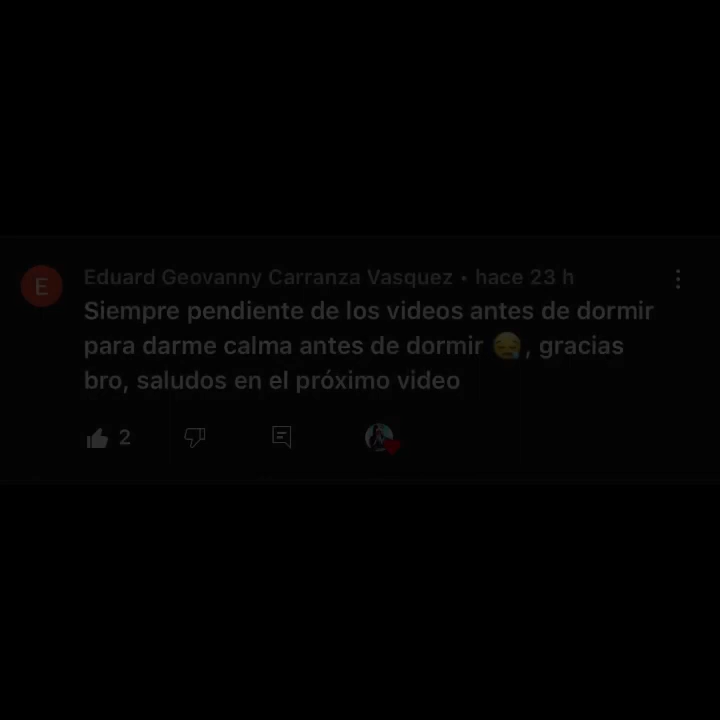 E
Eduard Geovanny Carranza Vasquez • hace 23 h
Siempre pendiente de los videos antes de dormir
para darme calma antes de dormir 😪, gracias
bro, saludos en el próximo video
2